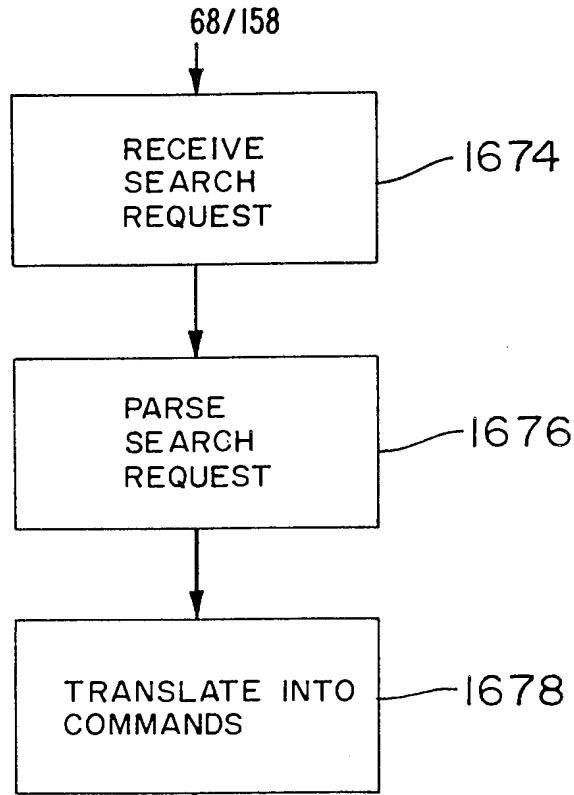 68/158
RECEIVE
SEARCH
REQUEST
1674
PARSE
SEARCH
REQUEST
1676
TRANSLATE INTO
COMMANDS
1678